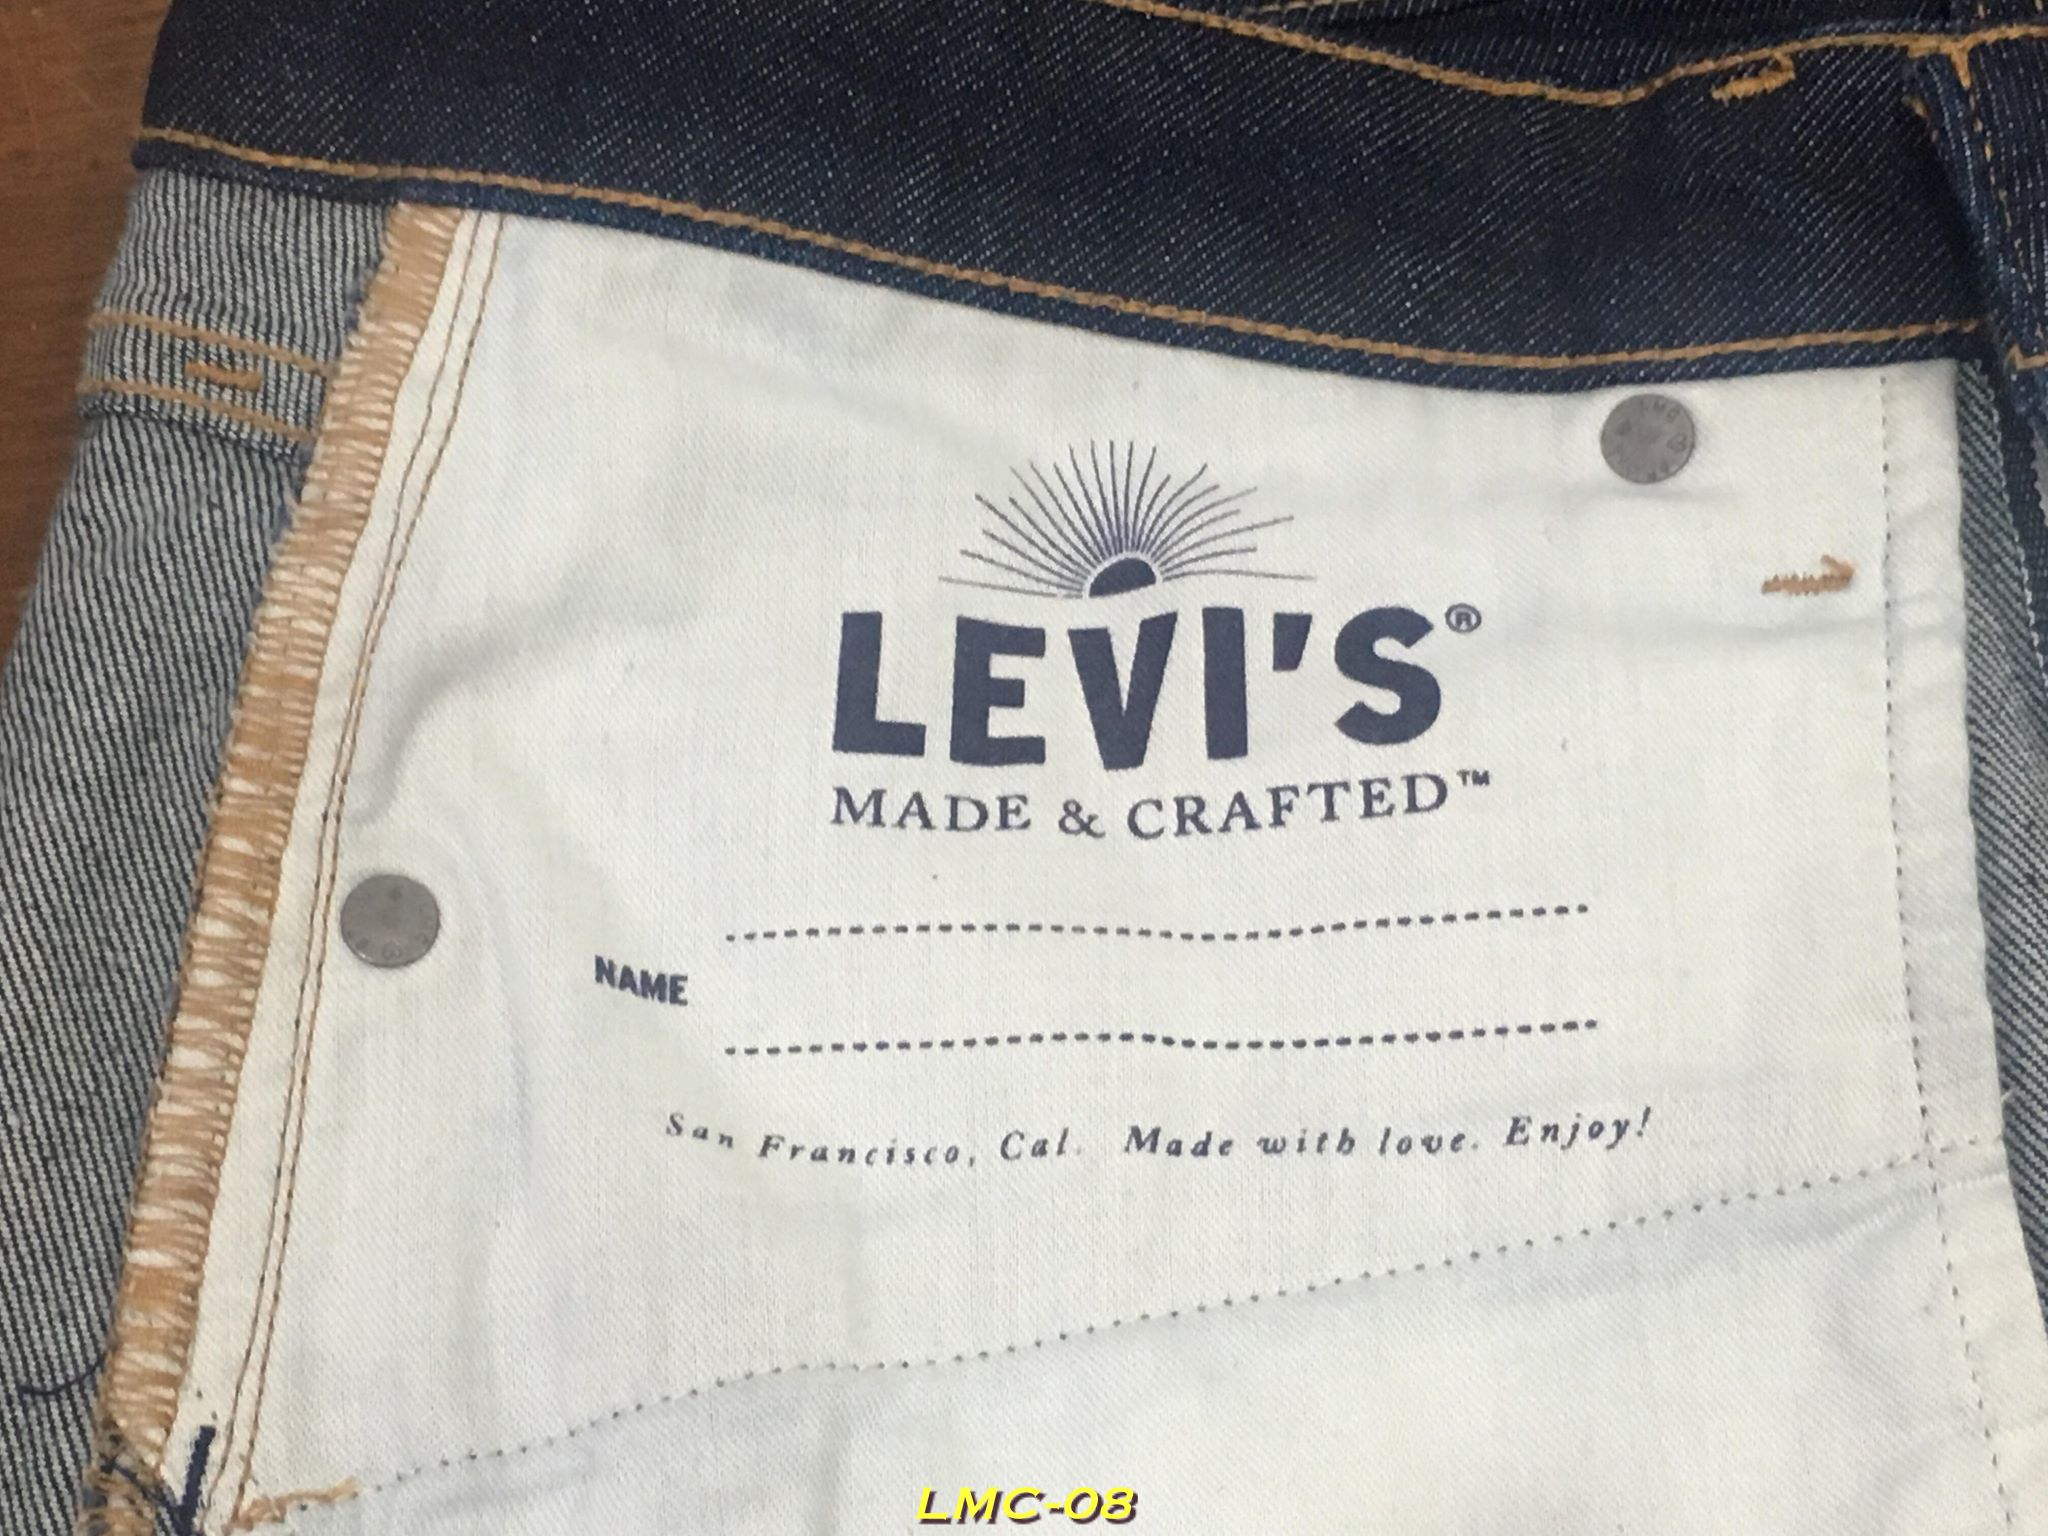 LEVI'S®
MADE & CRAFTED™
NAME
San Francisco, Cal. Made with love. Enjoy!
LMC-08